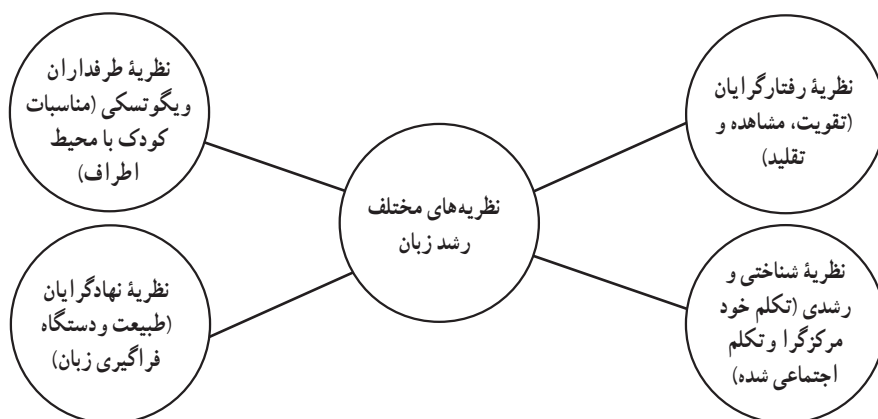 نظریهٔ رفتارگرایان
(تقویت، مشاهده و
تقلید)
نظریهٔ طرفداران
ویگوتسکی (مناسبات
کودک با محیط
اطراف)
نظریه‌های مختلف
رشد زبان
نظریهٔ شناختی و
رشدی (تکلم خود
مرکزگرا و تکلم
اجتماعی شده)
نظریهٔ نهادگرایان
(طبیعت و دستگاه
فراگیری زبان)